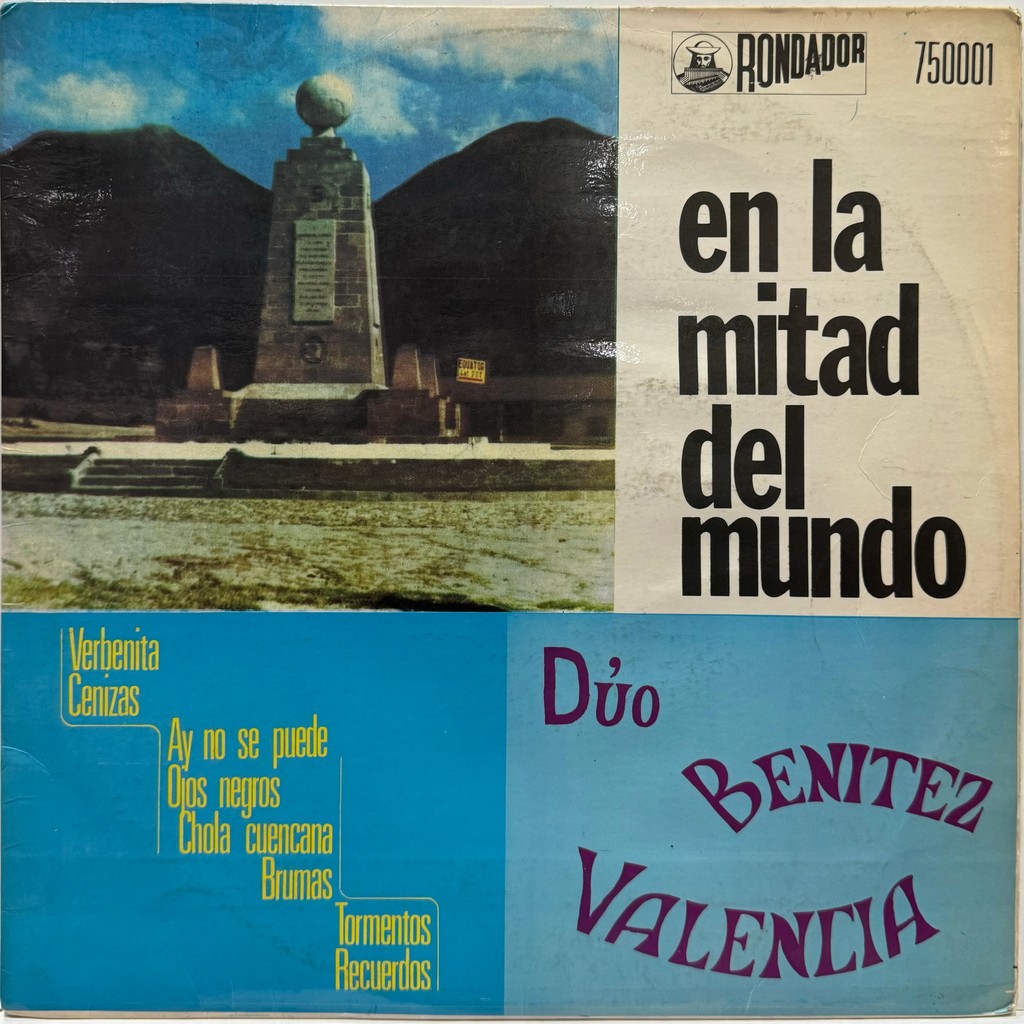 RONDADOR
750001
en la
mitad
del
mundo
EQUATOR
Verbenita
Cenizas
Ay no se puede
Ojos negros
Chola cuencana
Brumas
Tormentos
Recuerdos
Dúo
BENITEZ
VALENCIA